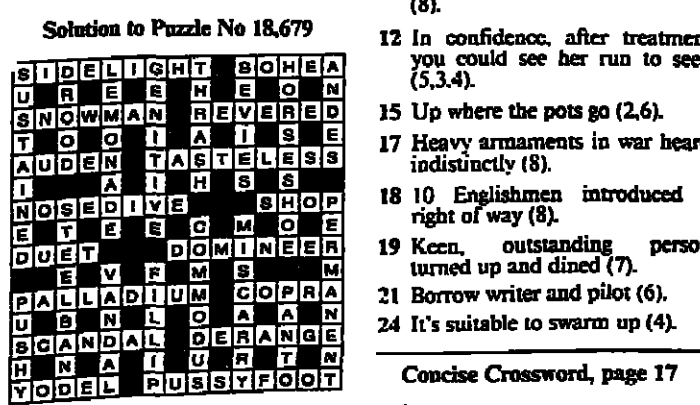 Solution to Puzzle No 18,679
SIDELIGHT BOHEA
U R E E H E O N
SNOWMAN REVERED
T O O I A I S E
AUDEN TASTELESS
I A I H S S
NOSEDIVE SHOP
E T E E C M O E
DUET DOMINEER
E V F M S M
PALLADIUM COPRA
U B N L O A A N
SCANDAL DERANGE
H N A I U R T N
YODEL PUSSYFOOT
(8).
12 In confidence, after treatmen
you could see her run to see
(5,3.4).
15 Up where the pots go (2,6).
17 Heavy armaments in war hear
indistinctly (8).
18 10 Englishmen introduced
right of way (8).
19 Keen, outstanding perso
turned up and dined (7).
21 Borrow writer and pilot (6).
24 It's suitable to swarm up (4).
Concise Crossword, page 17